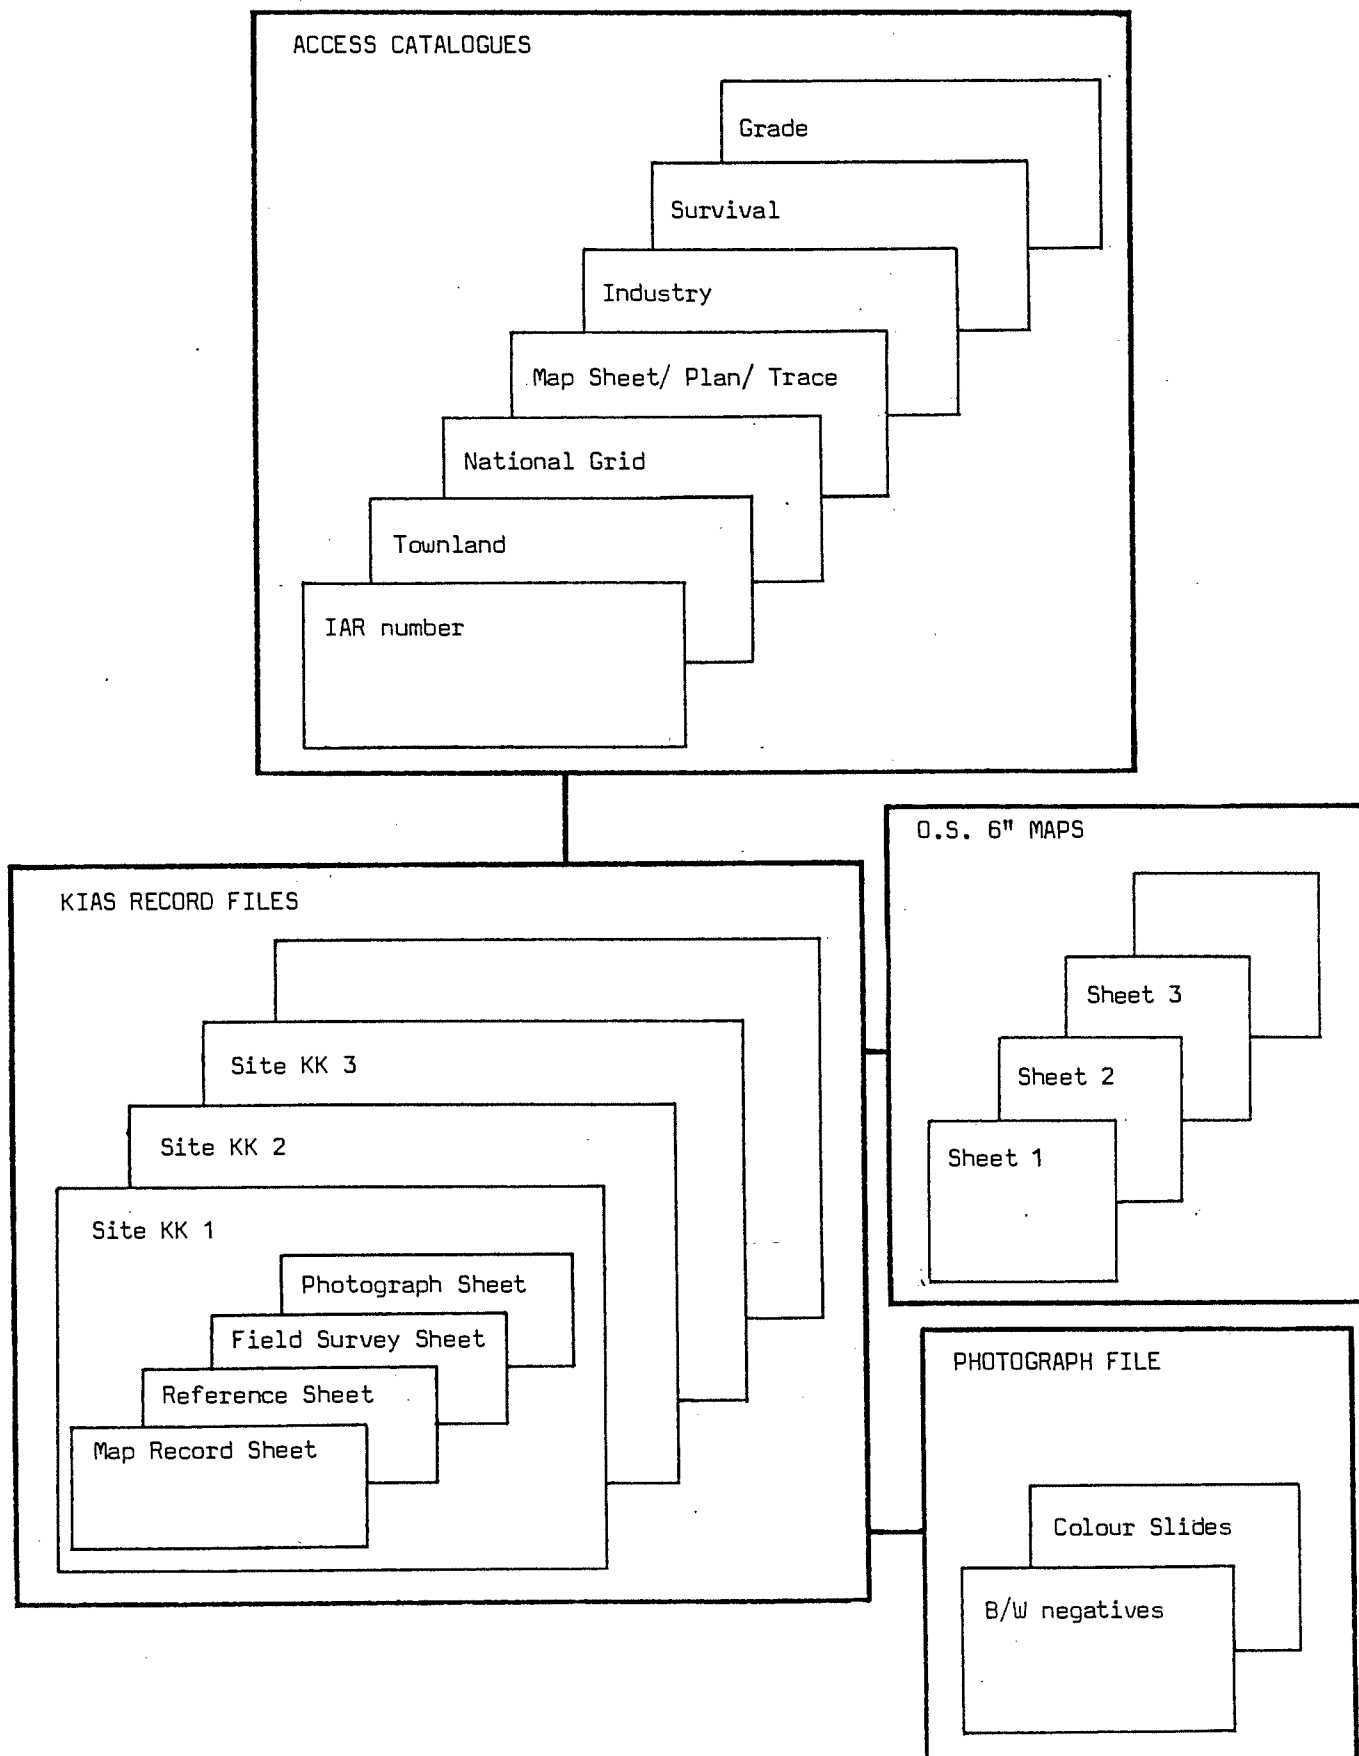 ACCESS CATALOGUES
Grade
Survival
Industry
Map Sheet/ Plan/ Trace
National Grid
Townland
IAR number
O.S. 6" MAPS
Sheet 3
Sheet 2
Sheet 1
KIAS RECORD FILES
Site KK 3
Site KK 2
Site KK 1
Photograph Sheet
Field Survey Sheet
Reference Sheet
Map Record Sheet
PHOTOGRAPH FILE
Colour Slides
B/W negatives